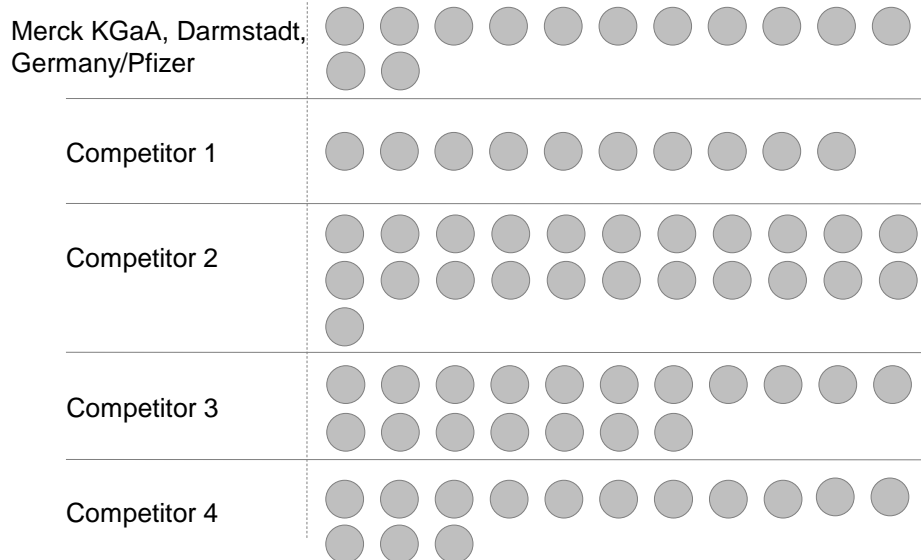 Merck KGaA, Darmstadt,
Germany/Pfizer
Competitor 1
Competitor 2
Competitor 3
Competitor 4